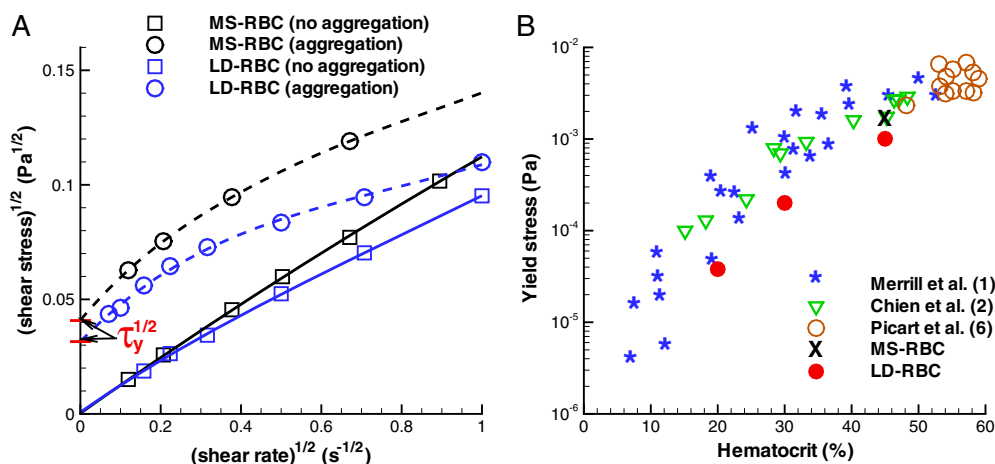 A
MS-RBC (no aggregation)
MS-RBC (aggregation)
LD-RBC (no aggregation)
LD-RBC (aggregation)
(shear stress)^1/2 (Pa^1/2)
0.15
0.1
0.05
0
τ_y^1/2
0 0.2 0.4 0.6 0.8 1
(shear rate)^1/2 (s^-1/2)
B
Yield stress (Pa)
10^-2
10^-3
10^-4
10^-5
10^-6
Merrill et al. (1)
Chien et al. (2)
Picart et al. (6)
X MS-RBC
LD-RBC
X
0 10 20 30 40 50 60
Hematocrit (%)